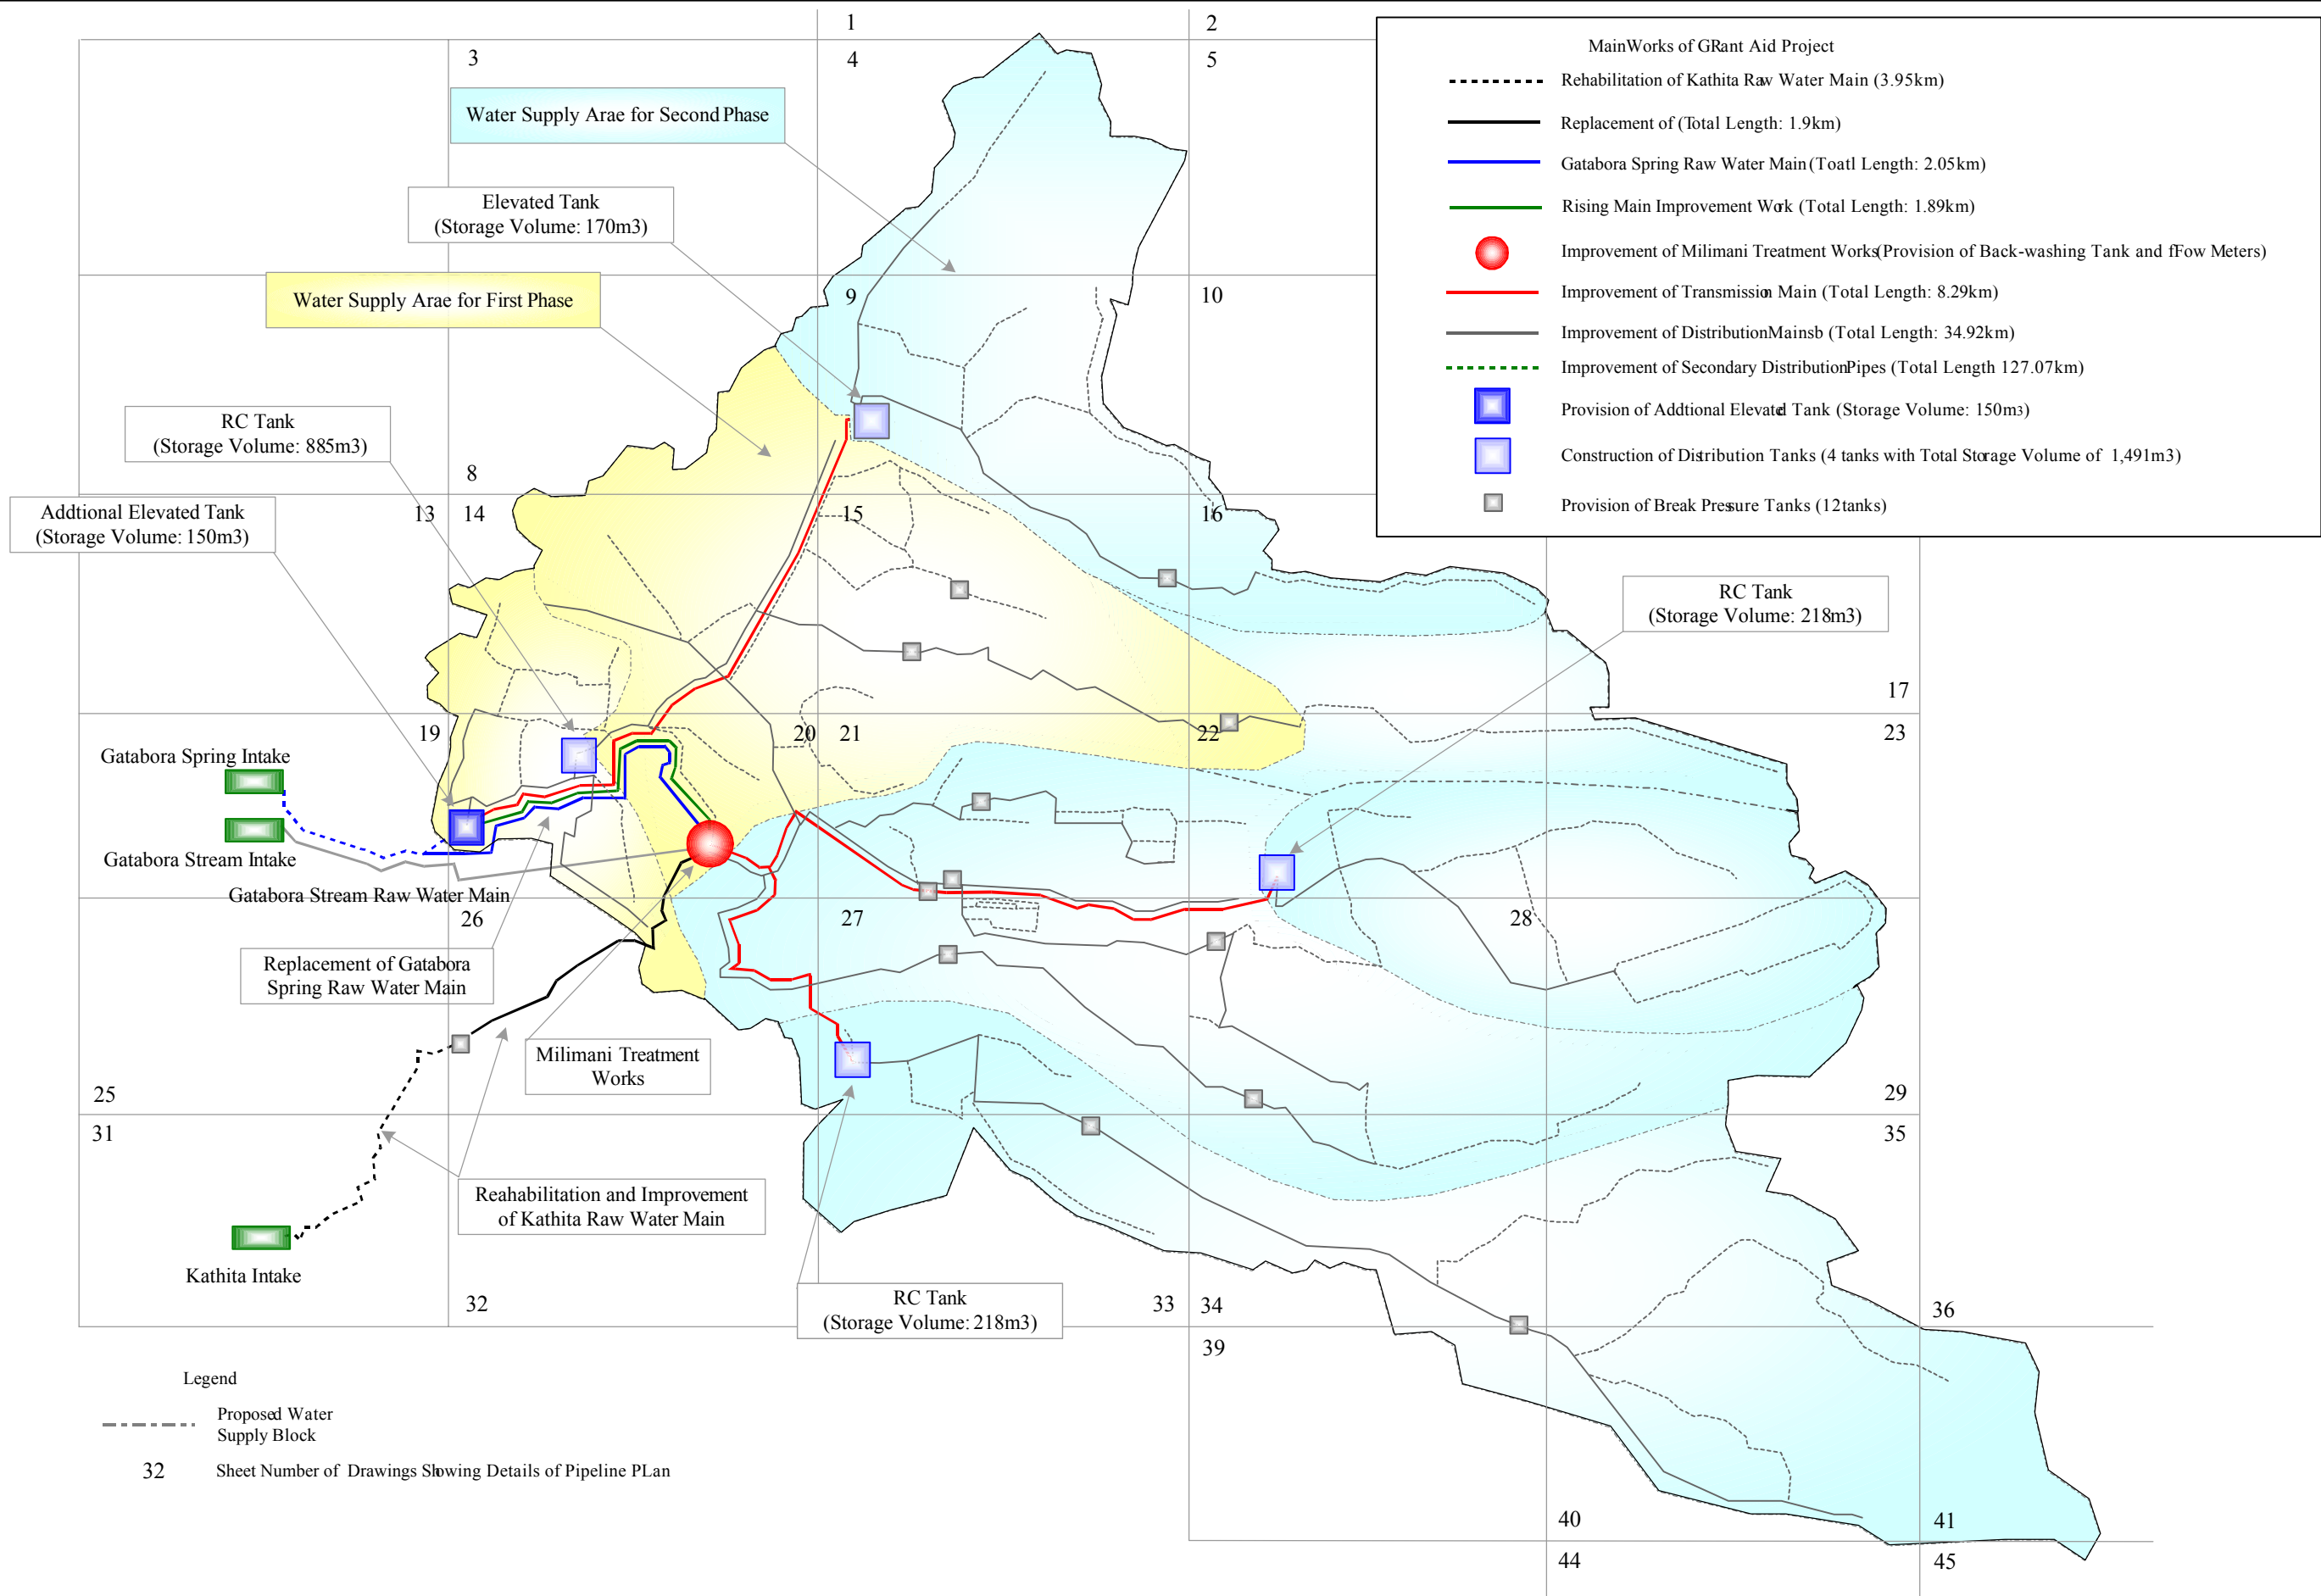 1
2
3
4
5
MainWorks of GRant Aid Project
Rehabilitation of Kathita Raw Water Main (3.95km)
Replacement of (Total Length: 1.9km)
Gatabora Spring Raw Water Main (Toatl Length: 2.05km)
Rising Main Improvement Work (Total Length: 1.89km)
Improvement of Milimani Treatment Works(Provision of Back-washing Tank and fFow Meters)
Improvement of Transmission Main (Total Length: 8.29km)
Improvement of DistributionMainsb (Total Length: 34.92km)
Improvement of Secondary DistributionPipes (Total Length 127.07km)
Provision of Addtional Elevated Tank (Storage Volume: 150m3)
Construction of Distribution Tanks (4 tanks with Total Storage Volume of 1,491m3)
Provision of Break Pressure Tanks (12tanks)
Water Supply Arae for Second Phase
Elevated Tank
(Storage Volume: 170m3)
Water Supply Arae for First Phase
9
10
RC Tank
(Storage Volume: 885m3)
8
Addtional Elevated Tank
(Storage Volume: 150m3)
13
14
15
16
RC Tank
(Storage Volume: 218m3)
17
19
20
21
22
23
Gatabora Spring Intake
Gatabora Stream Intake
Gatabora Stream Raw Water Main
26
27
28
Replacement of Gatabora
Spring Raw Water Main
Milimani Treatment
Works
25
29
31
35
Reahabilitation and Improvement
of Kathita Raw Water Main
Kathita Intake
32
RC Tank
(Storage Volume: 218m3)
33
34
36
39
Legend
Proposed Water
Supply Block
32
Sheet Number of Drawings Showing Details of Pipeline PLan
40
41
44
45